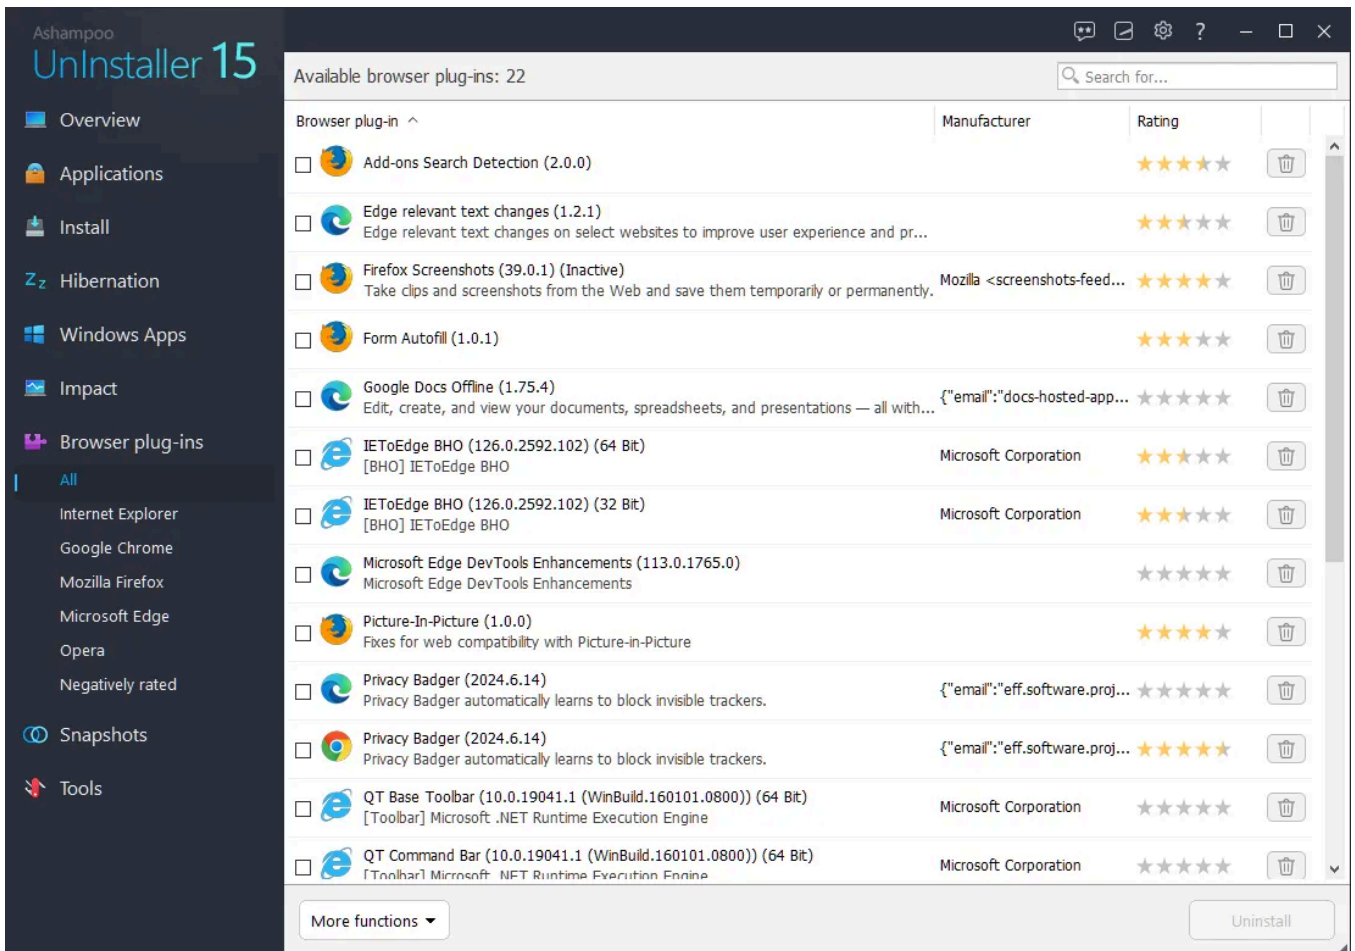 Ashampoo
UnInstaller 15
Available browser plug-ins: 22
Search for...
Overview
Applications
Install
Zz Hibernation
Windows Apps
Impact
Browser plug-ins
All
Internet Explorer
Google Chrome
Mozilla Firefox
Microsoft Edge
Opera
Negatively rated
Snapshots
Tools
Browser plug-in Manufacturer Rating
Add-ons Search Detection (2.0.0)
Edge relevant text changes (1.2.1)
Edge relevant text changes on select websites to improve user experience and pr...
Firefox Screenshots (39.0.1) (Inactive)
Take clips and screenshots from the Web and save them temporarily or permanently.
Mozilla <screenshots-feed...
Form Autofill (1.0.1)
Google Docs Offline (1.75.4)
Edit, create, and view your documents, spreadsheets, and presentations — all with...
{"email":"docs-hosted-app...
IEToEdge BHO (126.0.2592.102) (64 Bit)
[BHO] IEToEdge BHO
Microsoft Corporation
IEToEdge BHO (126.0.2592.102) (32 Bit)
[BHO] IEToEdge BHO
Microsoft Corporation
Microsoft Edge DevTools Enhancements (113.0.1765.0)
Microsoft Edge DevTools Enhancements
Picture-In-Picture (1.0.0)
Fixes for web compatibility with Picture-in-Picture
Privacy Badger (2024.6.14)
Privacy Badger automatically learns to block invisible trackers.
{"email":"eff.software.proj...
Privacy Badger (2024.6.14)
Privacy Badger automatically learns to block invisible trackers.
{"email":"eff.software.proj...
QT Base Toolbar (10.0.19041.1 (WinBuild.160101.0800)) (64 Bit)
[Toolbar] Microsoft .NET Runtime Execution Engine
Microsoft Corporation
QT Command Bar (10.0.19041.1 (WinBuild.160101.0800)) (64 Bit)
[Toolbar] Microsoft .NET Runtime Execution Engine
Microsoft Corporation
More functions
Uninstall